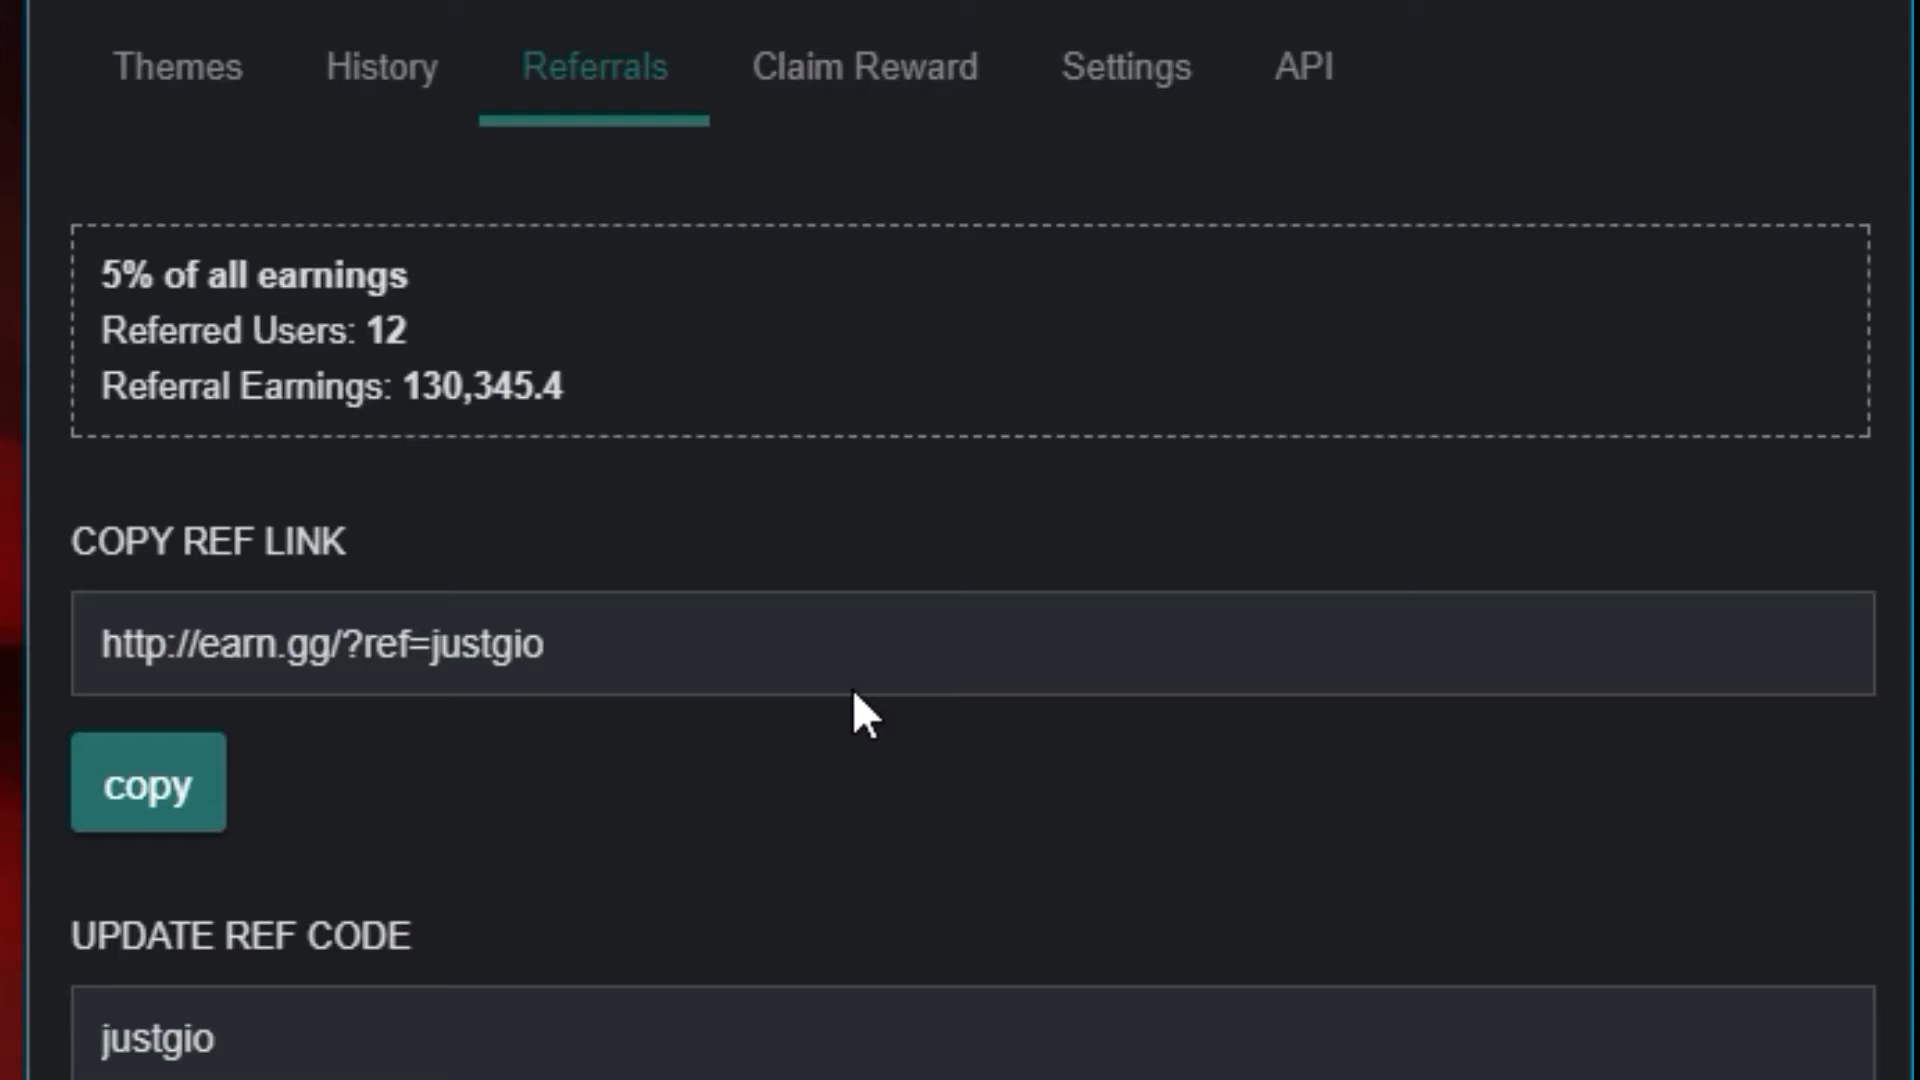 Themes History Referrals Claim Reward Settings API
5% of all earnings
Referred Users: 12
Referral Earnings: 130,345.4
COPY REF LINK
http://earn.gg/?ref=justgio
copy
UPDATE REF CODE
justgio